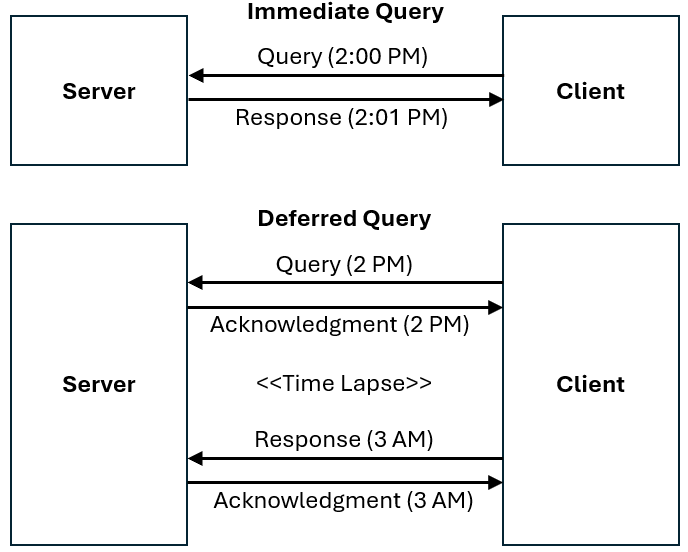 Immediate Query
Query (2:00 PM)
Server
Client
Response (2:01 PM)
Deferred Query
Query (2 PM)
Acknowledgment (2 PM)
Server
<<Time Lapse>>
Client
Response (3 AM)
Acknowledgment (3 AM)